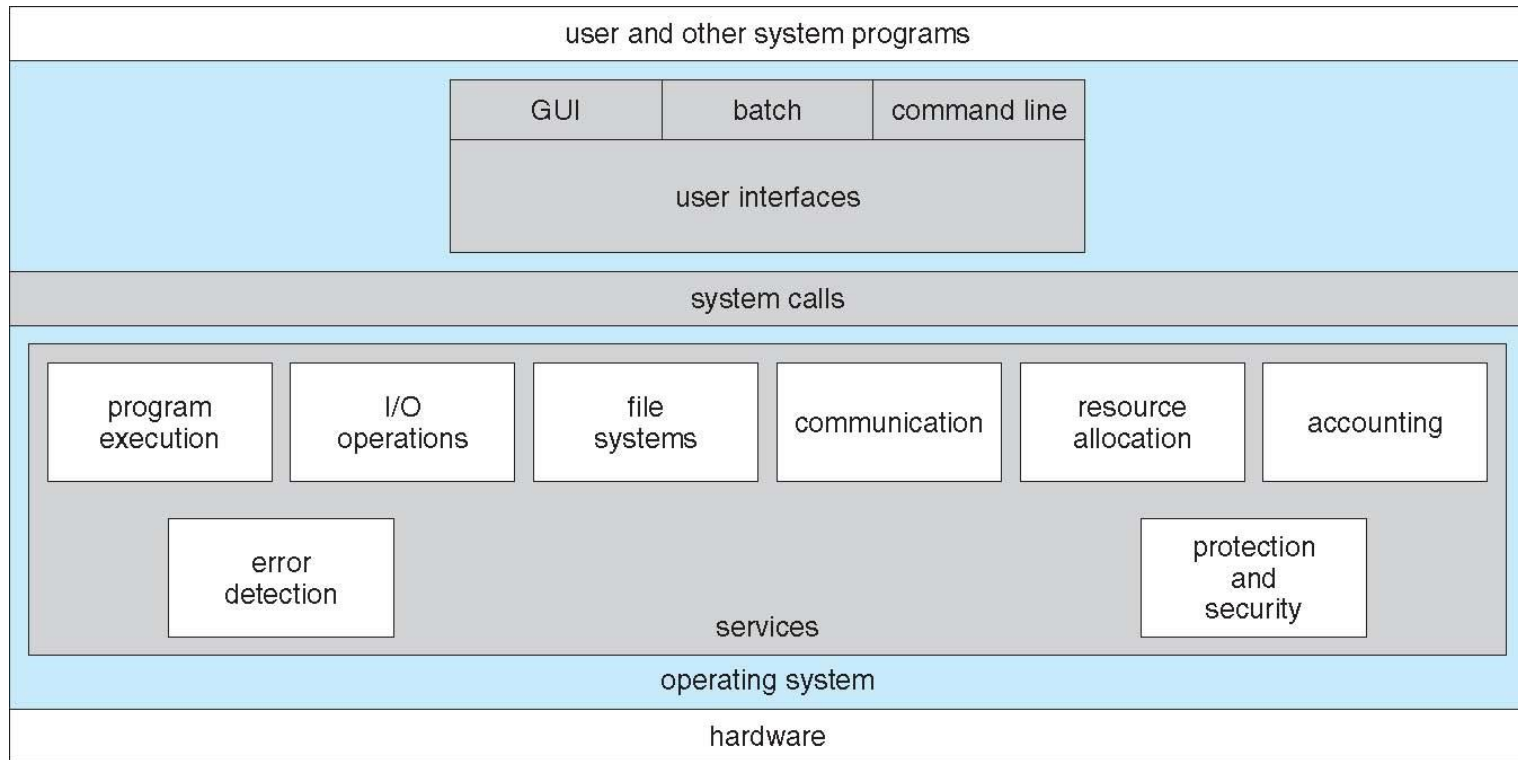 user and other system programs
GUI
batch
command line
user interfaces
system calls
program
execution
I/O
operations
file
systems
communication
resource
allocation
accounting
error
detection
protection
and
security
services
operating system
hardware